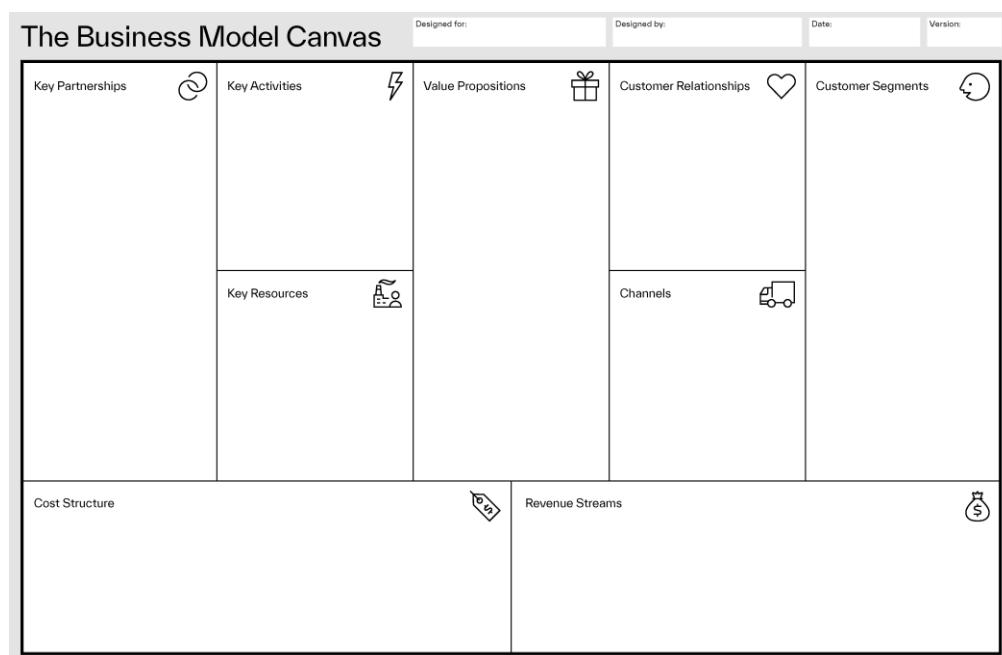 The Business Model Canvas
Designed for:
Designed by:
Date:
Version:
Key Partnerships
Key Activities
Value Propositions
Customer Relationships
Customer Segments
Key Resources
Channels
Cost Structure
Revenue Streams